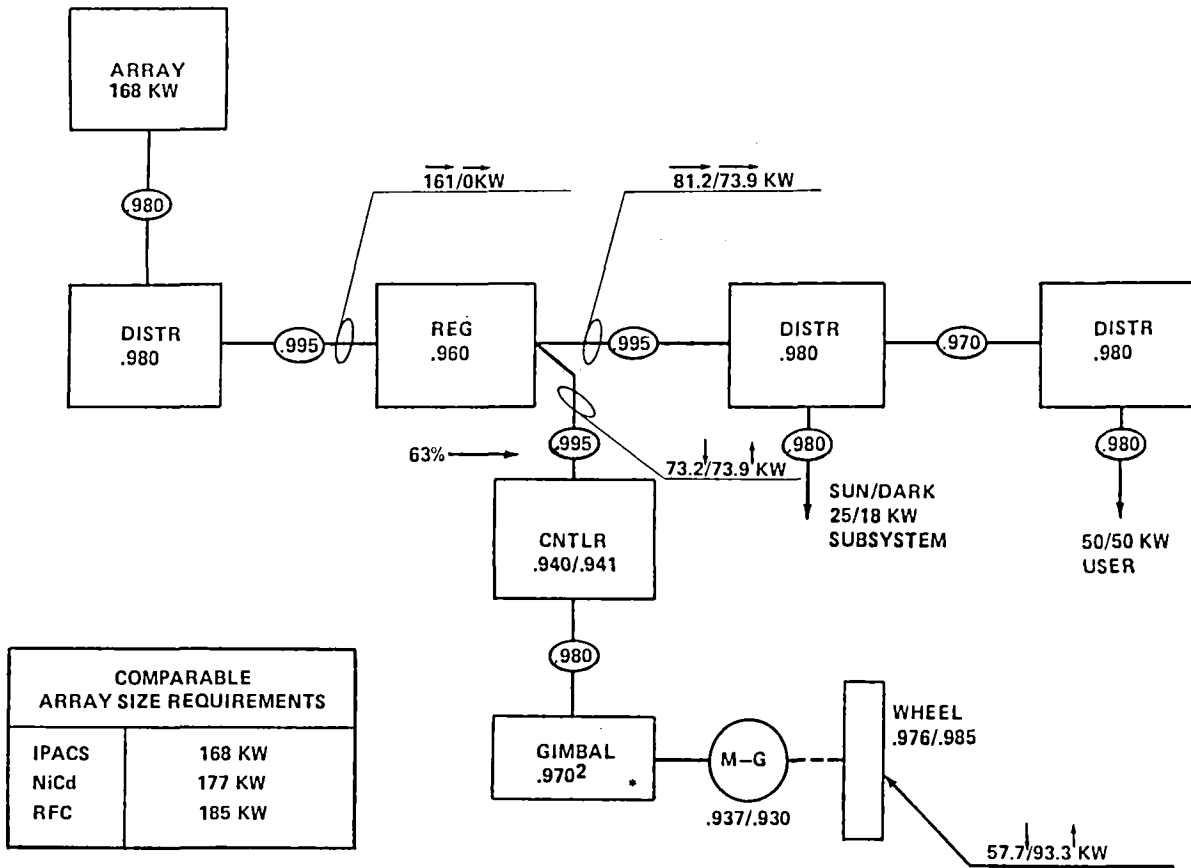 ARRAY
168 KW
.980
161/0KW
81.2/73.9 KW
DISTR
.980
.995
REG
.960
.995
DISTR
.980
.970
DISTR
.980
63%
.995
73.2/73.9 KW
.980
SUN/DARK
25/18 KW
SUBSYSTEM
.980
50/50 KW
USER
CNTLR
.940/.941
.980
COMPARABLE
ARRAY SIZE REQUIREMENTS
IPACS 168 KW
NiCd 177 KW
RFC 185 KW
GIMBAL
.970²
*
M–G
.937/.930
WHEEL
.976/.985
57.7/93.3 KW